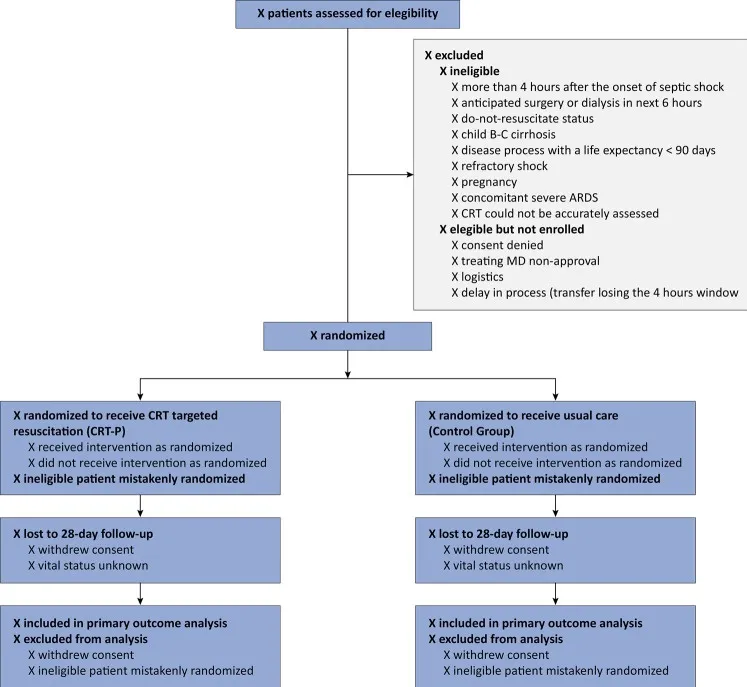 X patients assessed for elegibility
X excluded
X ineligible
X more than 4 hours after the onset of septic shock
X anticipated surgery or dialysis in next 6 hours
X do-not-resuscitate status
X child B-C cirrhosis
X disease process with a life expectancy < 90 days
X refractory shock
X pregnancy
X concomitant severe ARDS
X CRT could not be accurately assessed
X elegible but not enrolled
X consent denied
X treating MD non-approval
X logistics
X delay in process (transfer losing the 4 hours window
X randomized
X randomized to receive CRT targeted
resuscitation (CRT-P)
X received intervention as randomized
X did not receive intervention as randomized
X ineligible patient mistakenly randomized
X randomized to receive usual care
(Control Group)
X received intervention as randomized
X did not receive intervention as randomized
X ineligible patient mistakenly randomized
X lost to 28-day follow-up
X withdrew consent
X vital status unknown
X lost to 28-day follow-up
X withdrew consent
X vital status unknown
X included in primary outcome analysis
X excluded from analysis
X withdrew consent
X ineligible patient mistakenly randomized
X included in primary outcome analysis
X excluded from analysis
X withdrew consent
X ineligible patient mistakenly randomized